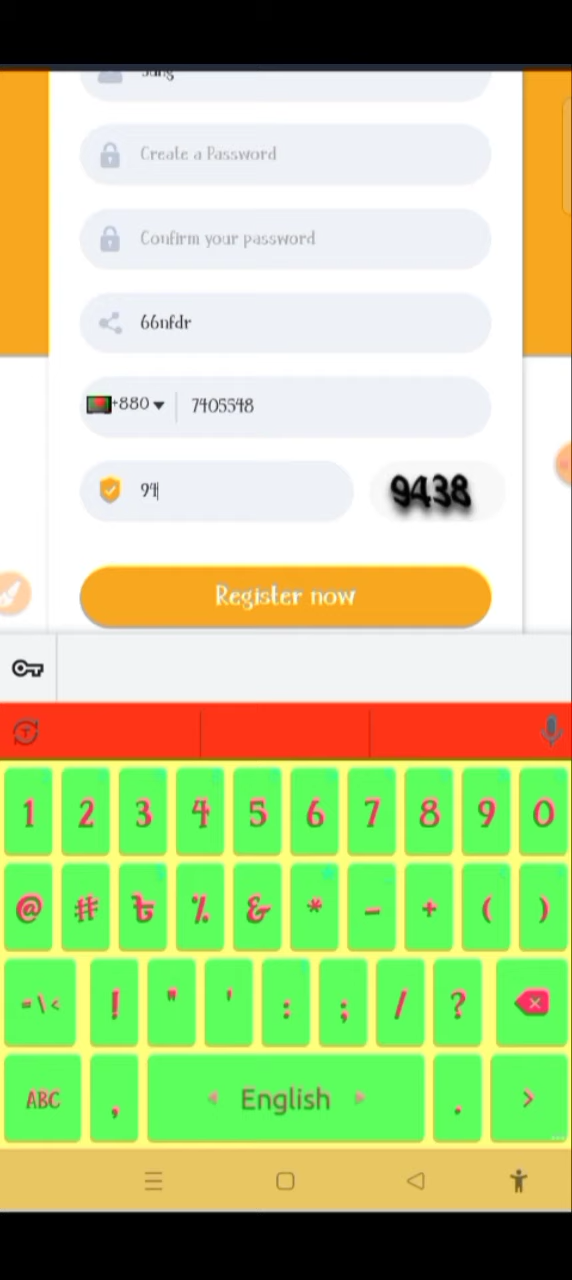 Create a Password
Confirm your password
66nfdr
+880 7405548
94
9438
Register now
1 2 3 4 5 6 7 8 9 0
@ # ৳ % & * - + ( )
=\< ! " ' : ; / ?
ABC , English .